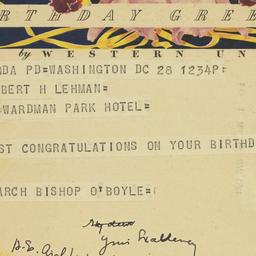 RTHDAY GREE
by WESTERN UN
DA PD=WASHINGTON DC 28 1234P=
BERT H LEHMAN=
WARDMAN PARK HOTEL=
ST CONGRATULATIONS ON YOUR BIRTHD
ARCH BISHOP O'BOYLE=